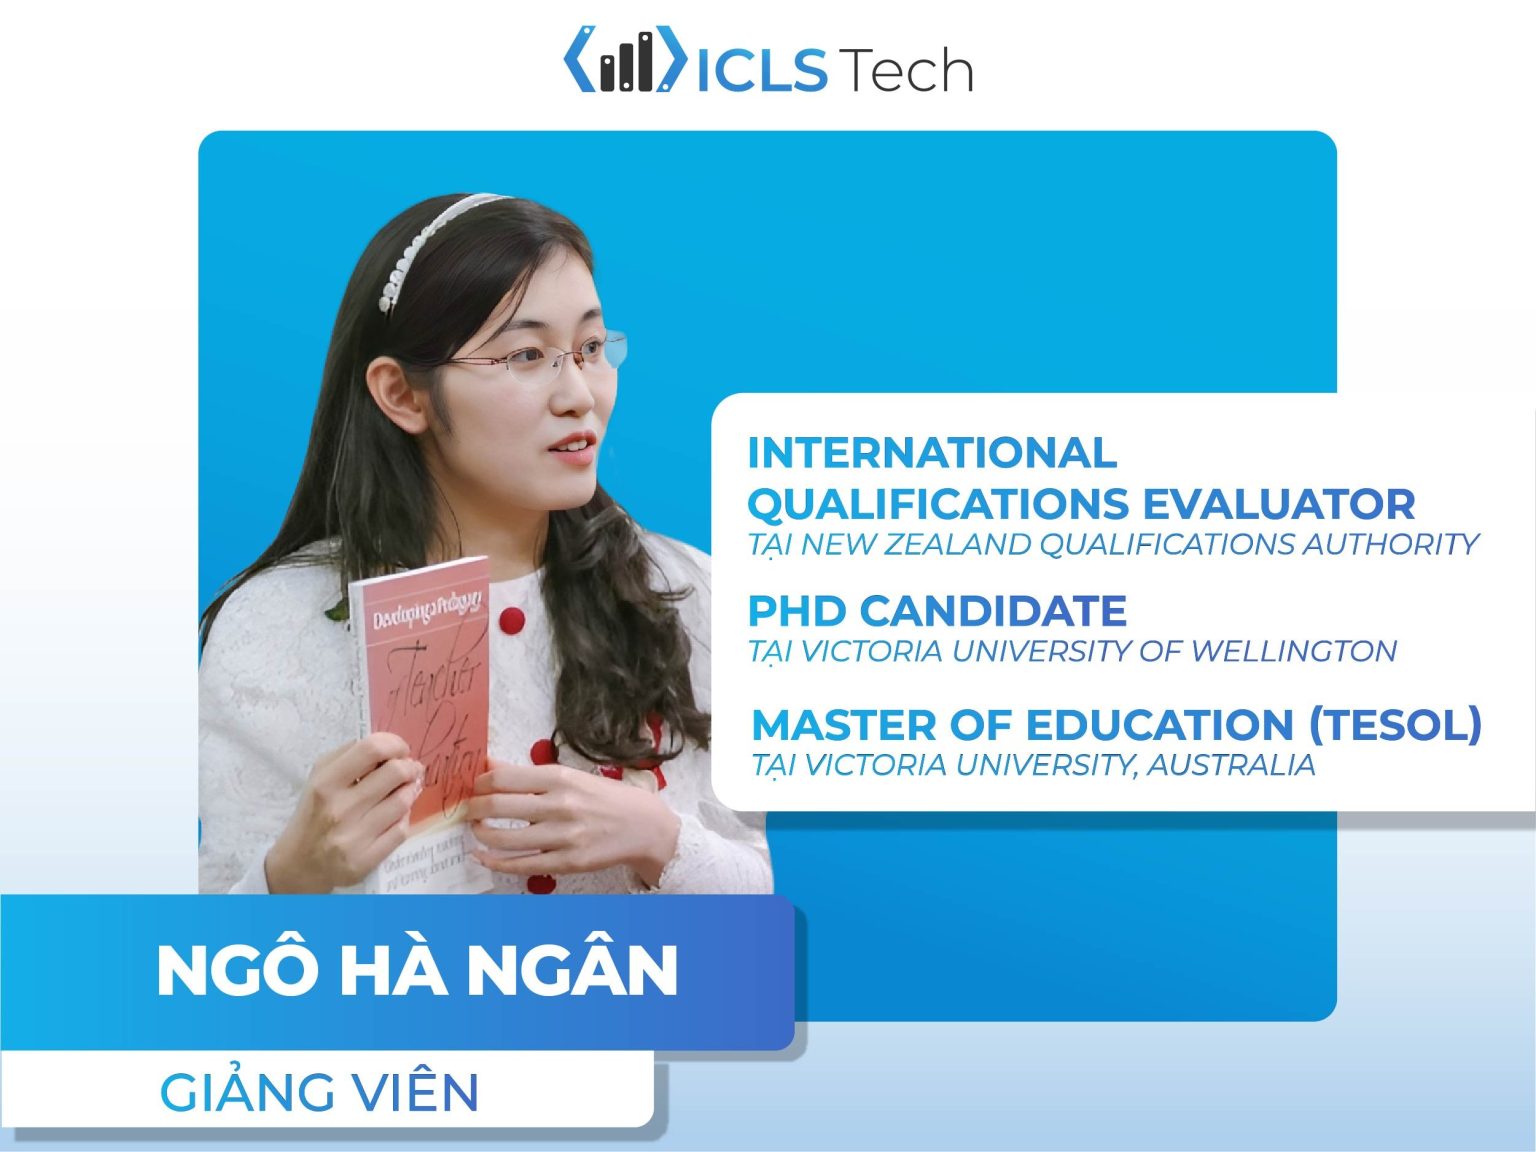 ICLS Tech
INTERNATIONAL
QUALIFICATIONS EVALUATOR
TẠI NEW ZEALAND QUALIFICATIONS AUTHORITY
PHD CANDIDATE
TẠI VICTORIA UNIVERSITY OF WELLINGTON
MASTER OF EDUCATION (TESOL)
TẠI VICTORIA UNIVERSITY, AUSTRALIA
Teacher
NGÔ HÀ NGÂN
GIẢNG VIÊN